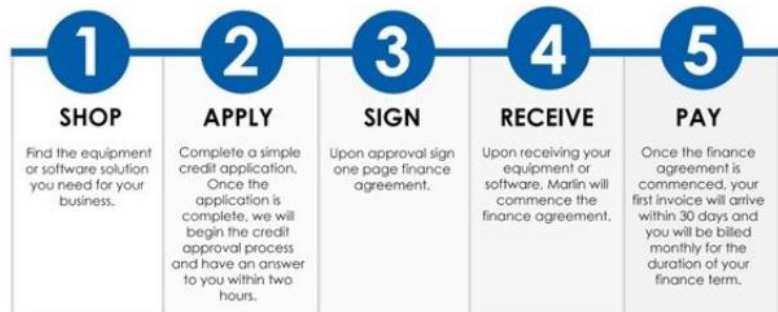 1
SHOP
Find the equipment
or software solution
you need for your
business.
2
APPLY
Complete a simple
credit application.
Once the
application is
complete, we will
begin the credit
approval process
and have an answer
to you within two
hours.
3
SIGN
Upon approval sign
one page finance
agreement.
4
RECEIVE
Upon receiving your
equipment or
software, Marlin will
commence the
finance agreement.
5
PAY
Once the finance
agreement is
commenced, your
first invoice will arrive
within 30 days and
you will be billed
monthly for the
duration of your
finance term.